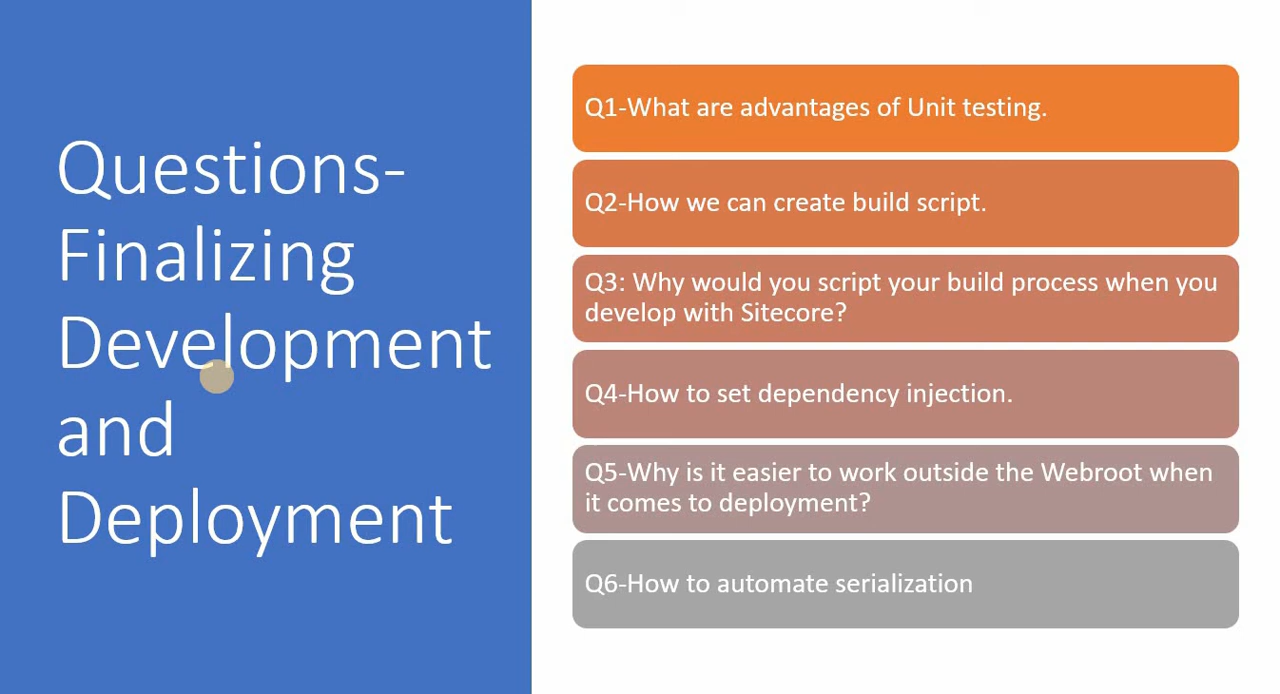 Questions-
Finalizing
Development
and
Deployment
Q1-What are advantages of Unit testing.
Q2-How we can create build script.
Q3: Why would you script your build process when you
develop with Sitecore?
Q4-How to set dependency injection.
Q5-Why is it easier to work outside the Webroot when
it comes to deployment?
Q6-How to automate serialization